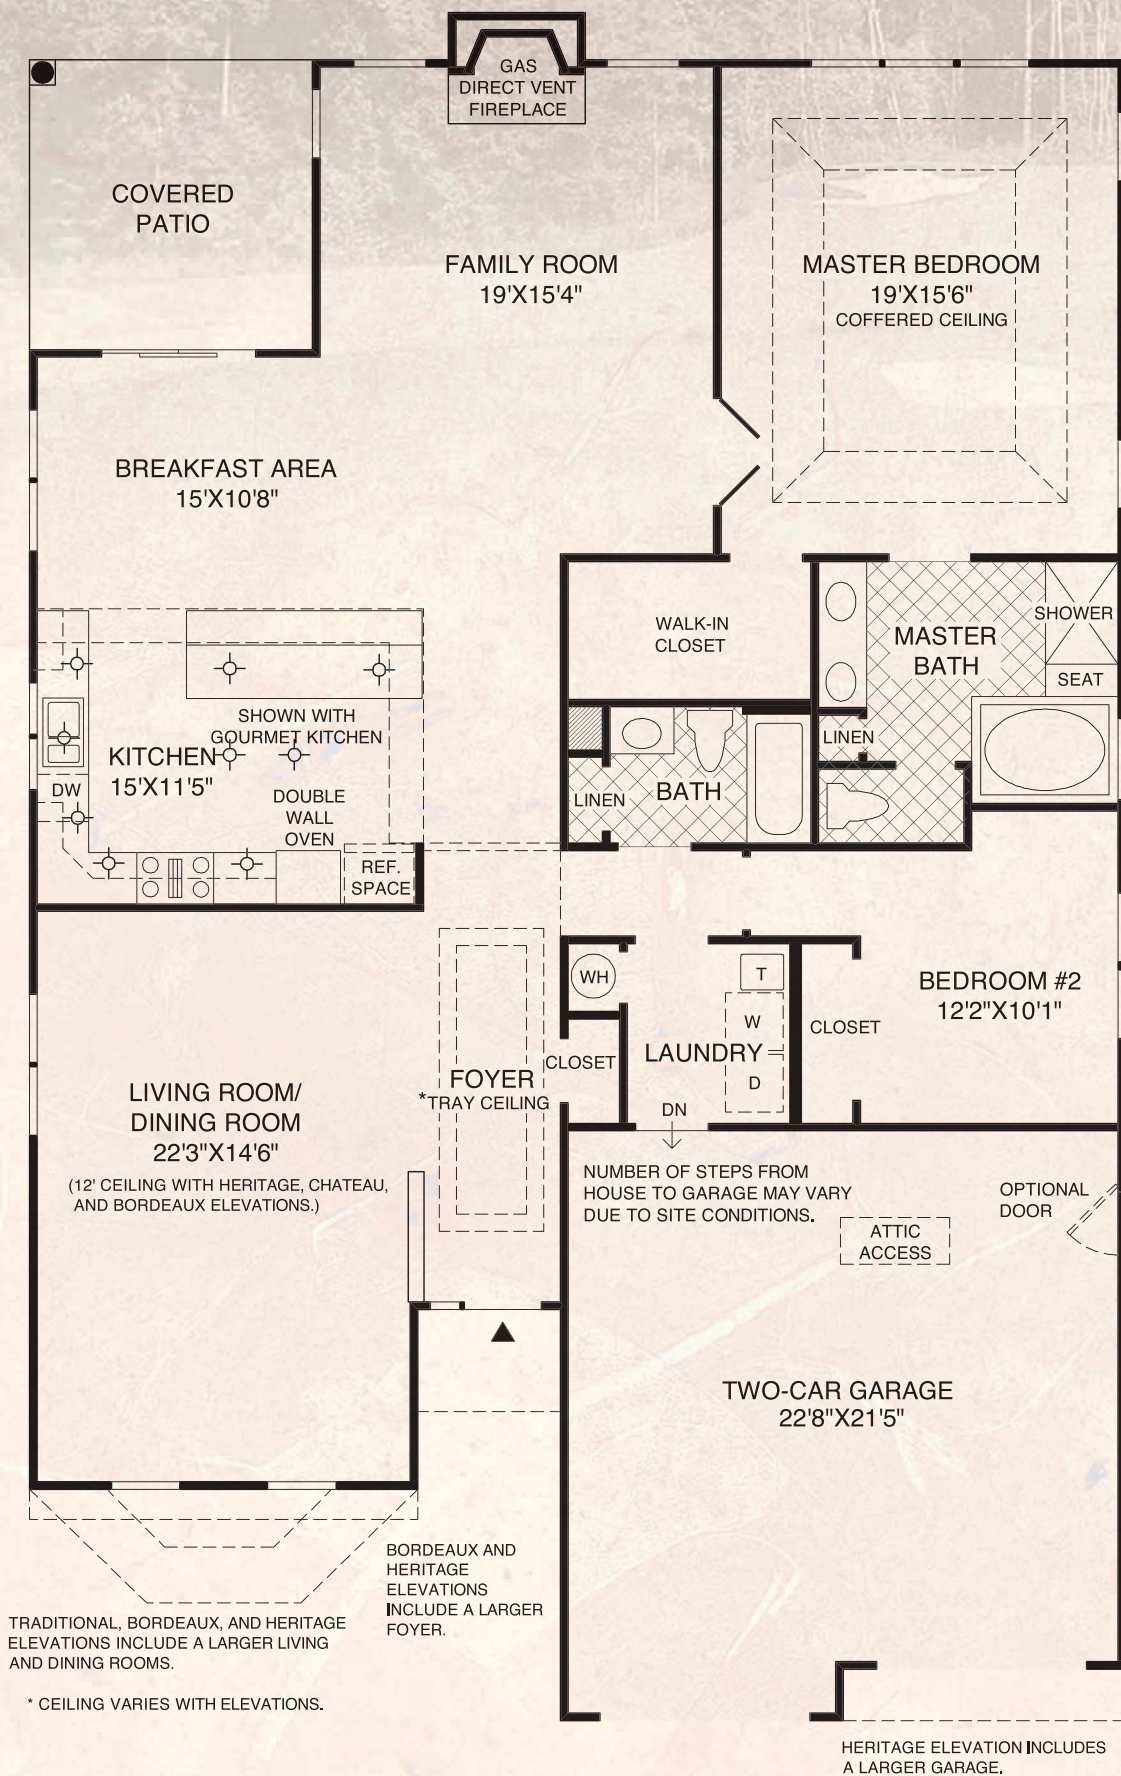 GAS
DIRECT VENT
FIREPLACE
COVERED
PATIO
FAMILY ROOM
19'X15'4"
MASTER BEDROOM
19'X15'6"
COFFERED CEILING
BREAKFAST AREA
15'X10'8"
WALK-IN
CLOSET
MASTER
BATH
SHOWER
SEAT
SHOWN WITH
GOURMET KITCHEN
KITCHEN
15'X11'5"
DW
DOUBLE
WALL
OVEN
REF.
SPACE
LINEN
BATH
LINEN
WH
T
W
D
LAUNDRY
CLOSET
DN
CLOSET
BEDROOM #2
12'2"X10'1"
FOYER
*TRAY CEILING
LIVING ROOM/
DINING ROOM
22'3"X14'6"
(12' CEILING WITH HERITAGE, CHATEAU,
AND BORDEAUX ELEVATIONS.)
NUMBER OF STEPS FROM
HOUSE TO GARAGE MAY VARY
DUE TO SITE CONDITIONS.
OPTIONAL
DOOR
ATTIC
ACCESS
TWO-CAR GARAGE
22'8"X21'5"
BORDEAUX AND
HERITAGE
ELEVATIONS
INCLUDE A LARGER
FOYER.
TRADITIONAL, BORDEAUX, AND HERITAGE
ELEVATIONS INCLUDE A LARGER LIVING
AND DINING ROOMS.
* CEILING VARIES WITH ELEVATIONS.
HERITAGE ELEVATION INCLUDES
A LARGER GARAGE.